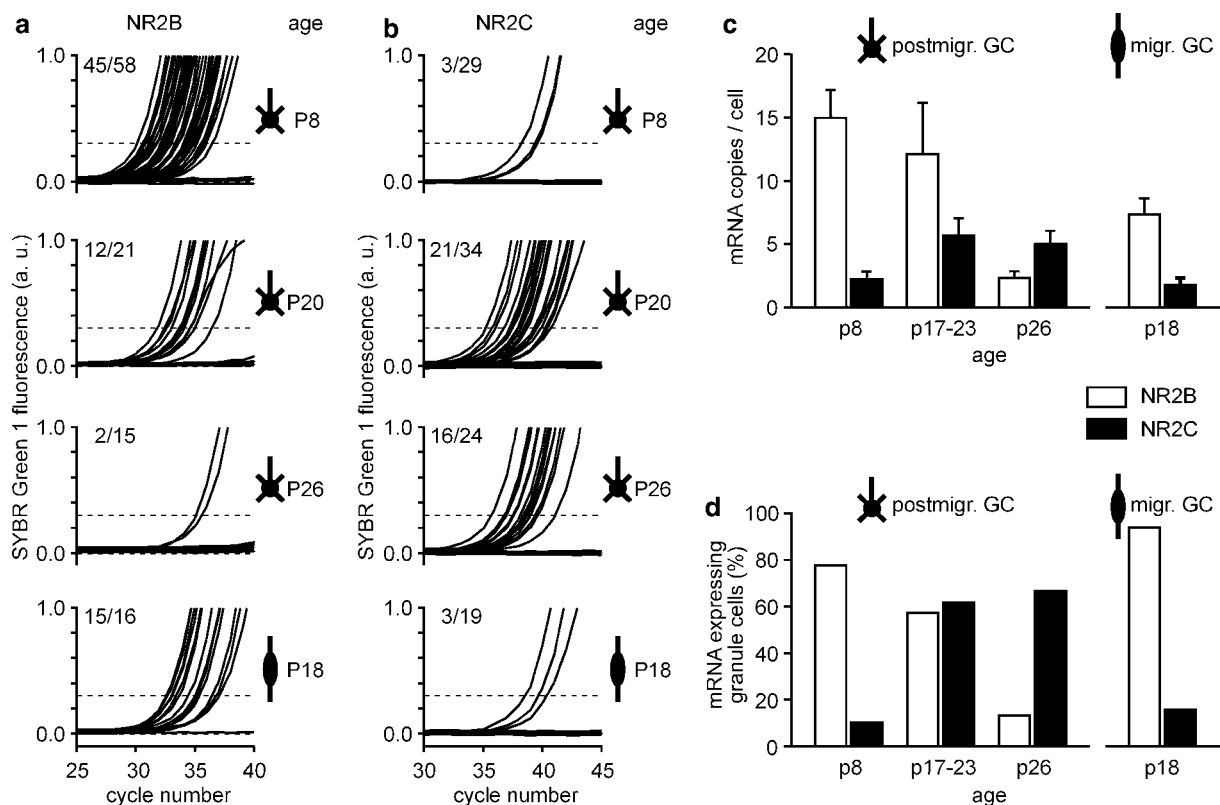 a NR2B age
SYBR Green 1 fluorescence (a. u.)
1.0
45/58
P8
0.0
1.0
12/21
P20
0.0
1.0
2/15
P26
0.0
1.0
15/16
P18
0.0
25 30 35 40
cycle number
b NR2C age
SYBR Green 1 fluorescence (a. u.)
3/29
1.0
P8
0.0
1.0
21/34
P20
0.0
1.0
16/24
P26
0.0
1.0
3/19
P18
0.0
30 35 40 45
cycle number
c
postmigr. GC migr. GC
mRNA copies / cell
20
15
10
5
0
p8 p17-23 p26 p18
age
NR2B
NR2C
d
postmigr. GC migr. GC
mRNA expressing
granule cells (%)
100
80
60
40
20
0
p8 p17-23 p26 p18
age